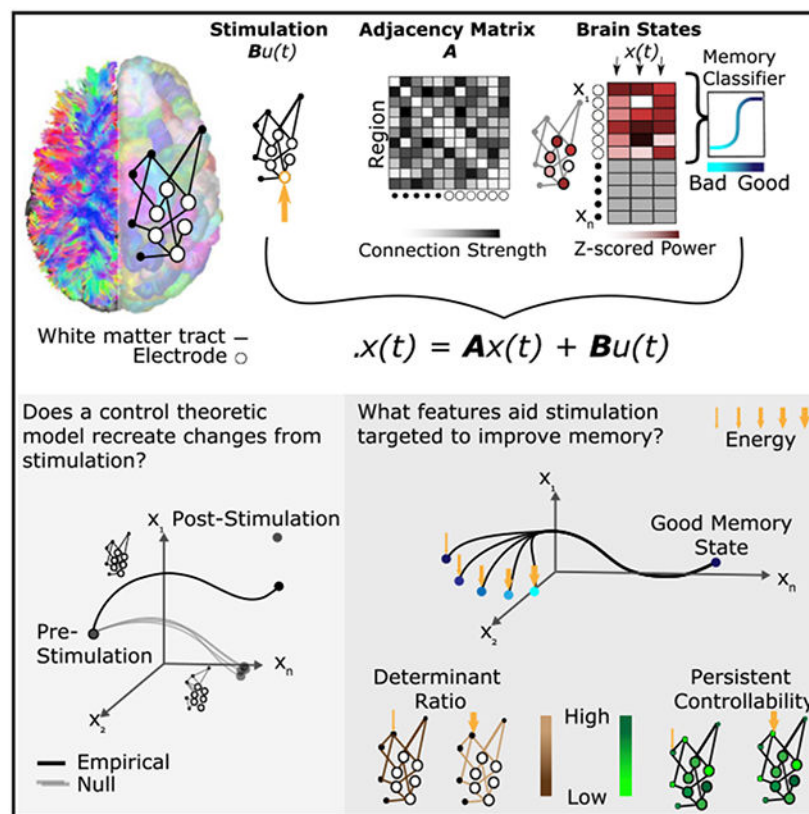 Stimulation
Bu(t)
Adjacency Matrix
A
Brain States
x(t)
Memory
Classifier
Region
X1
Xn
Bad Good
Connection Strength
Z-scored Power
White matter tract
Electrode
.x(t) = Ax(t) + Bu(t)
Does a control theoretic
model recreate changes from
stimulation?
X1
Post-Stimulation
Pre-
Stimulation
Xn
X2
Empirical
Null
What features aid stimulation
targeted to improve memory?
Energy
X1
Good Memory
State
Xn
X2
Determinant
Ratio
High
Low
Persistent
Controllability